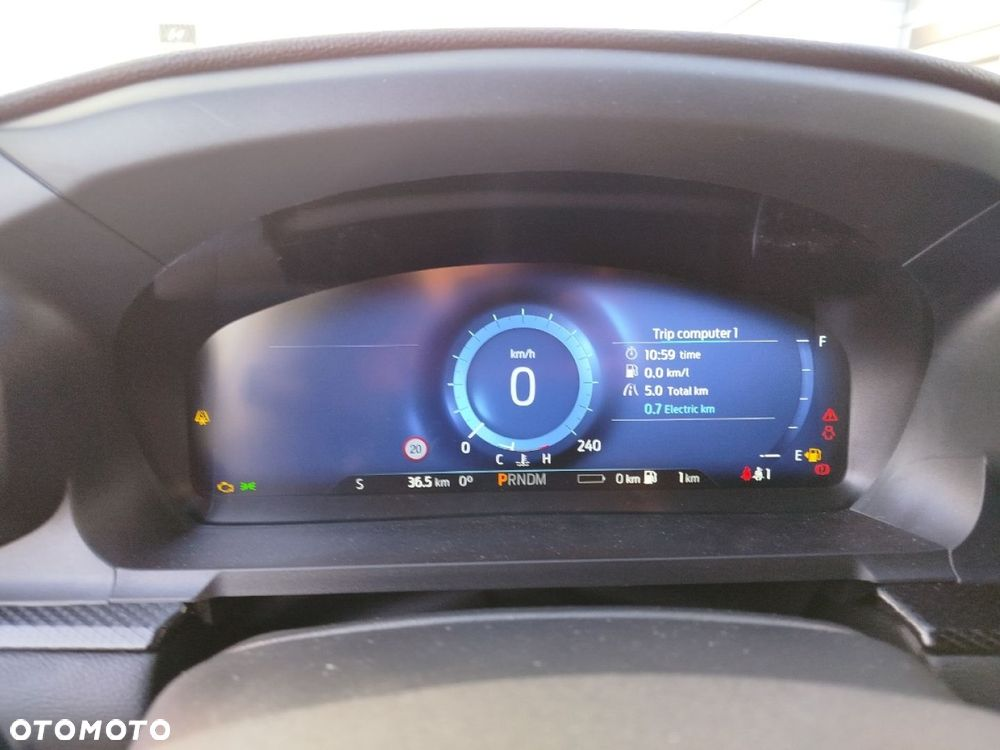 Trip computer 1
10:59 time
0.0 km/l
5.0 Total km
0.7 Electric km
F
E
km/h
0
0
240
C
H
20
S
36.5 km 0°
PRNDM
0 km
1 km
1
OTOMOTO